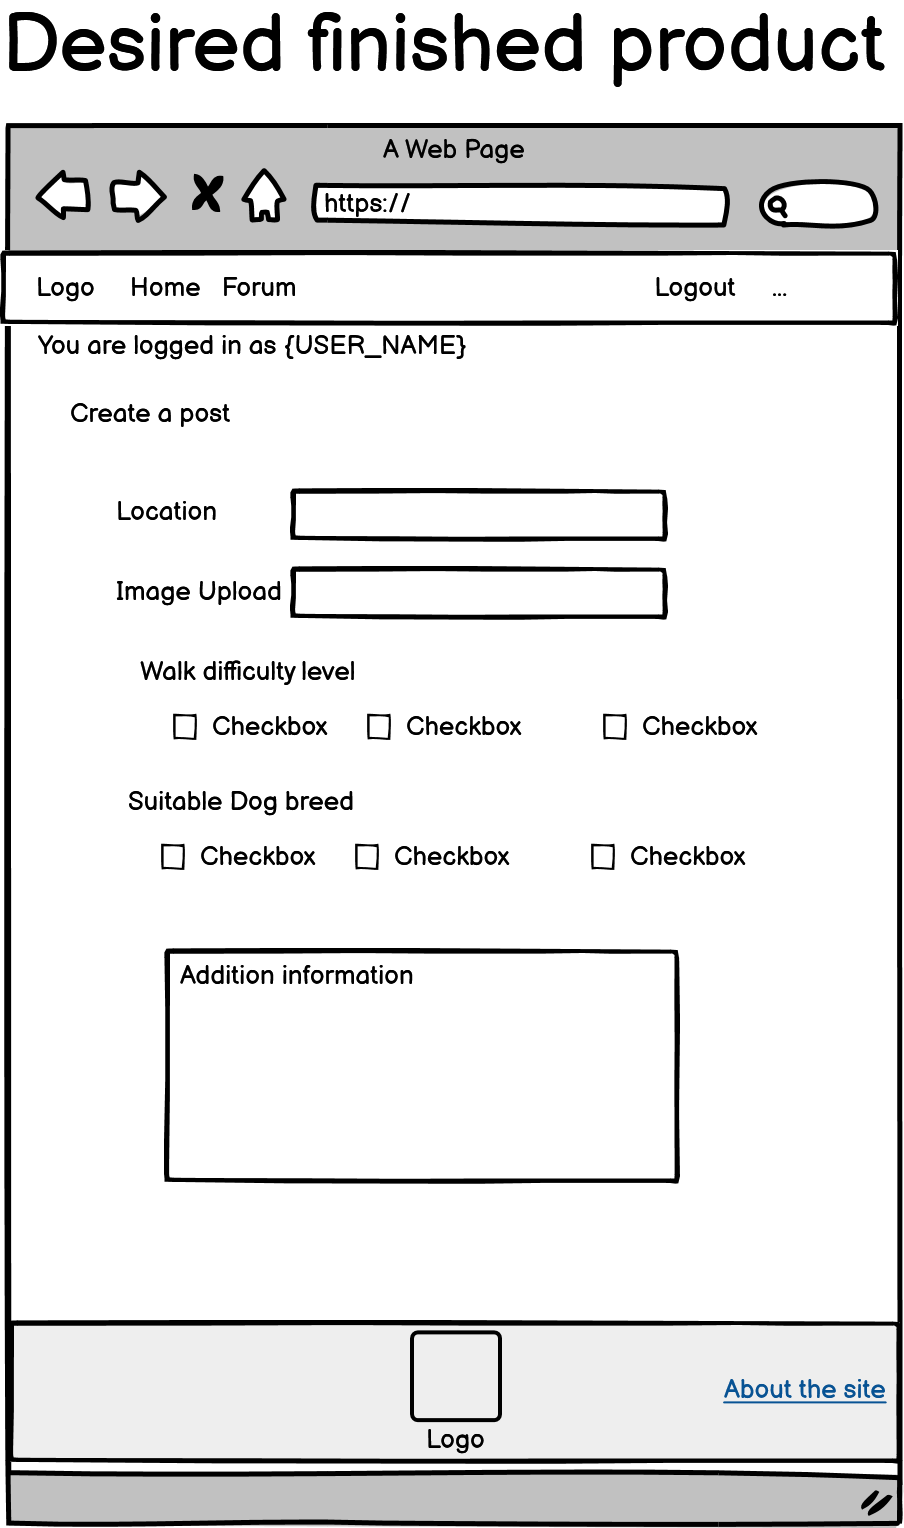 Desired finished product
A Web Page
https://
Logo Home Forum Logout ...
You are logged in as {USER_NAME}
Create a post
Location
Image Upload
Walk difficulty level
Checkbox Checkbox Checkbox
Suitable Dog breed
Checkbox Checkbox Checkbox
Addition information
About the site
Logo